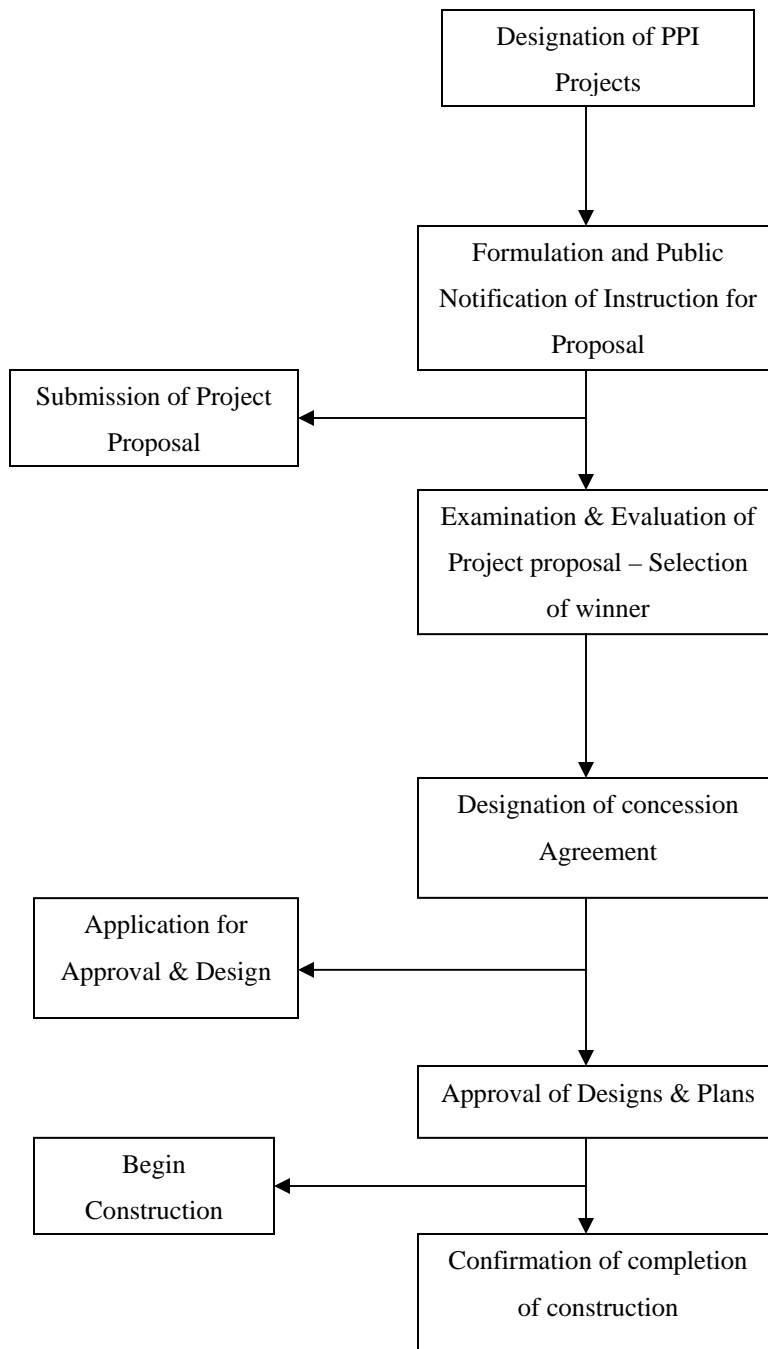 Designation of PPI
Projects
Formulation and Public
Notification of Instruction for
Proposal
Submission of Project
Proposal
Examination & Evaluation of
Project proposal – Selection
of winner
Designation of concession
Agreement
Application for
Approval & Design
Approval of Designs & Plans
Begin
Construction
Confirmation of completion
of construction